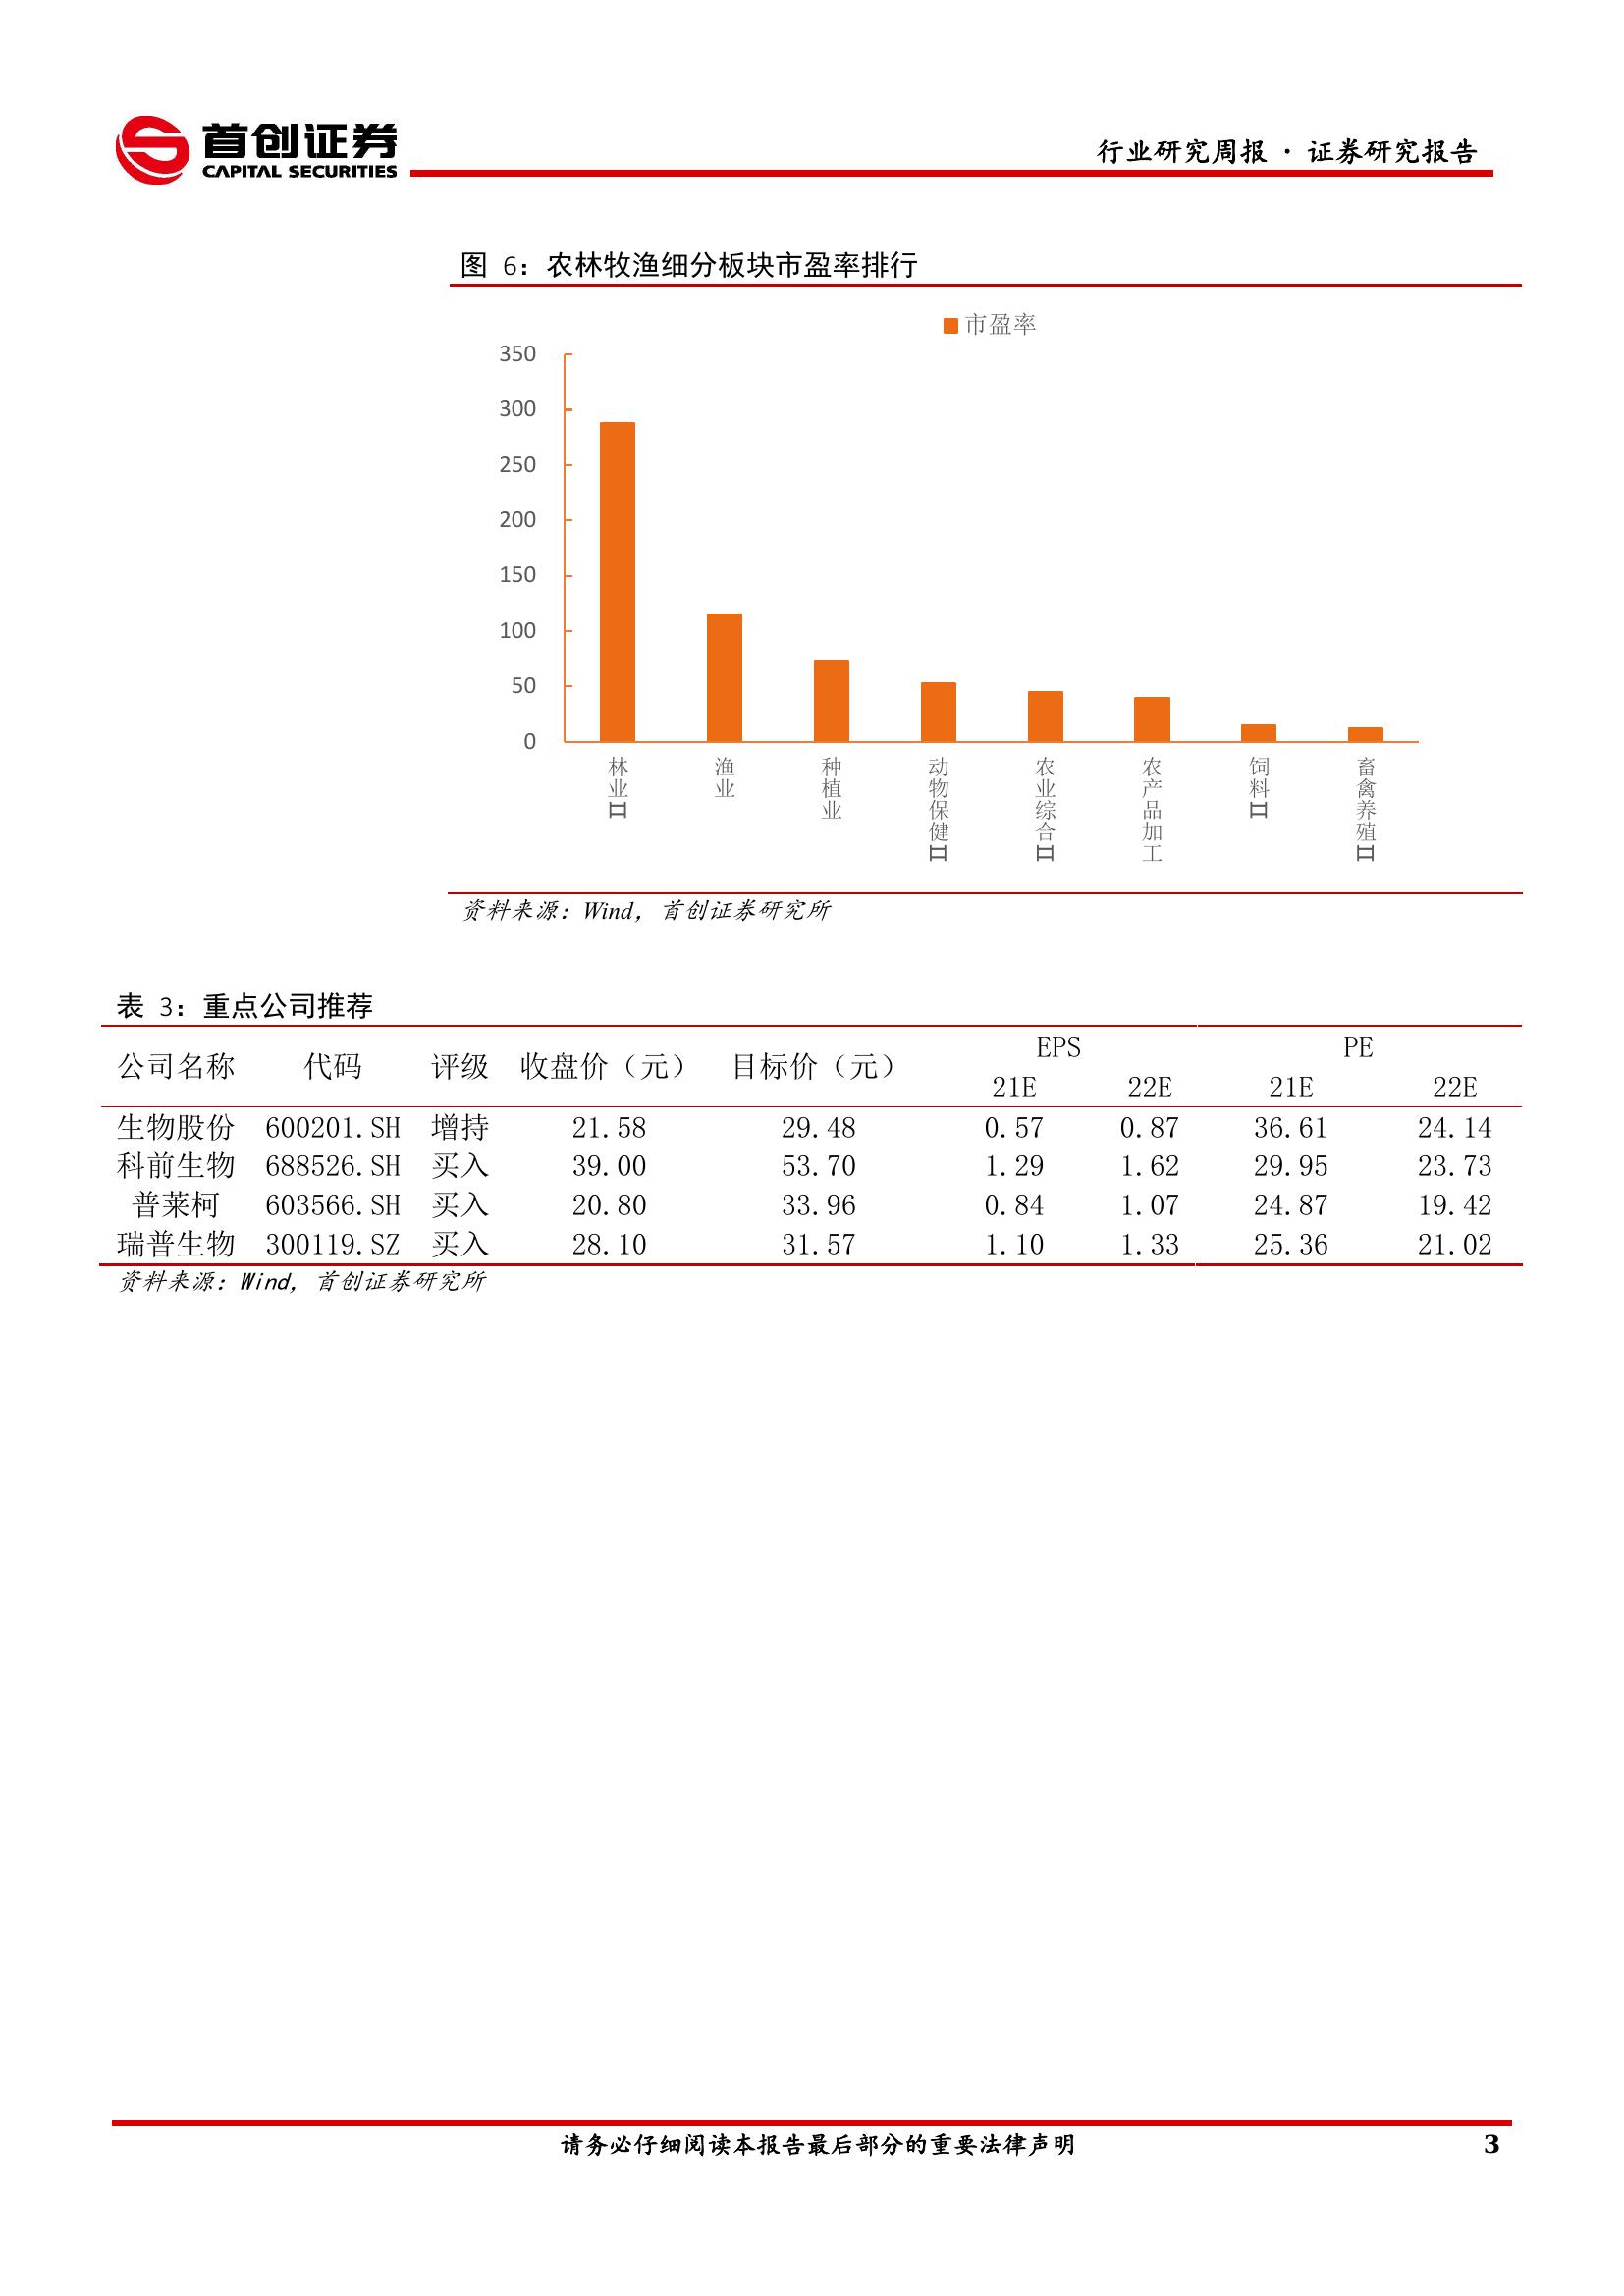 首创证券
CAPITAL SECURITIES
行业研究周报 · 证券研究报告
图 6：农林牧渔细分板块市盈率排行
市盈率
350
300
250
200
150
100
50
0
林业Ⅱ
渔业
种植业
动物保健Ⅱ
农业综合Ⅱ
农产品加工
饲料Ⅱ
畜禽养殖Ⅱ
资料来源：Wind，首创证券研究所
表 3：重点公司推荐
公司名称 代码 评级 收盘价（元） 目标价（元） EPS PE
21E 22E 21E 22E
生物股份 600201.SH 增持 21.58 29.48 0.57 0.87 36.61 24.14
科前生物 688526.SH 买入 39.00 53.70 1.29 1.62 29.95 23.73
普莱柯 603566.SH 买入 20.80 33.96 0.84 1.07 24.87 19.42
瑞普生物 300119.SZ 买入 28.10 31.57 1.10 1.33 25.36 21.02
资料来源：Wind，首创证券研究所
请务必仔细阅读本报告最后部分的重要法律声明 3